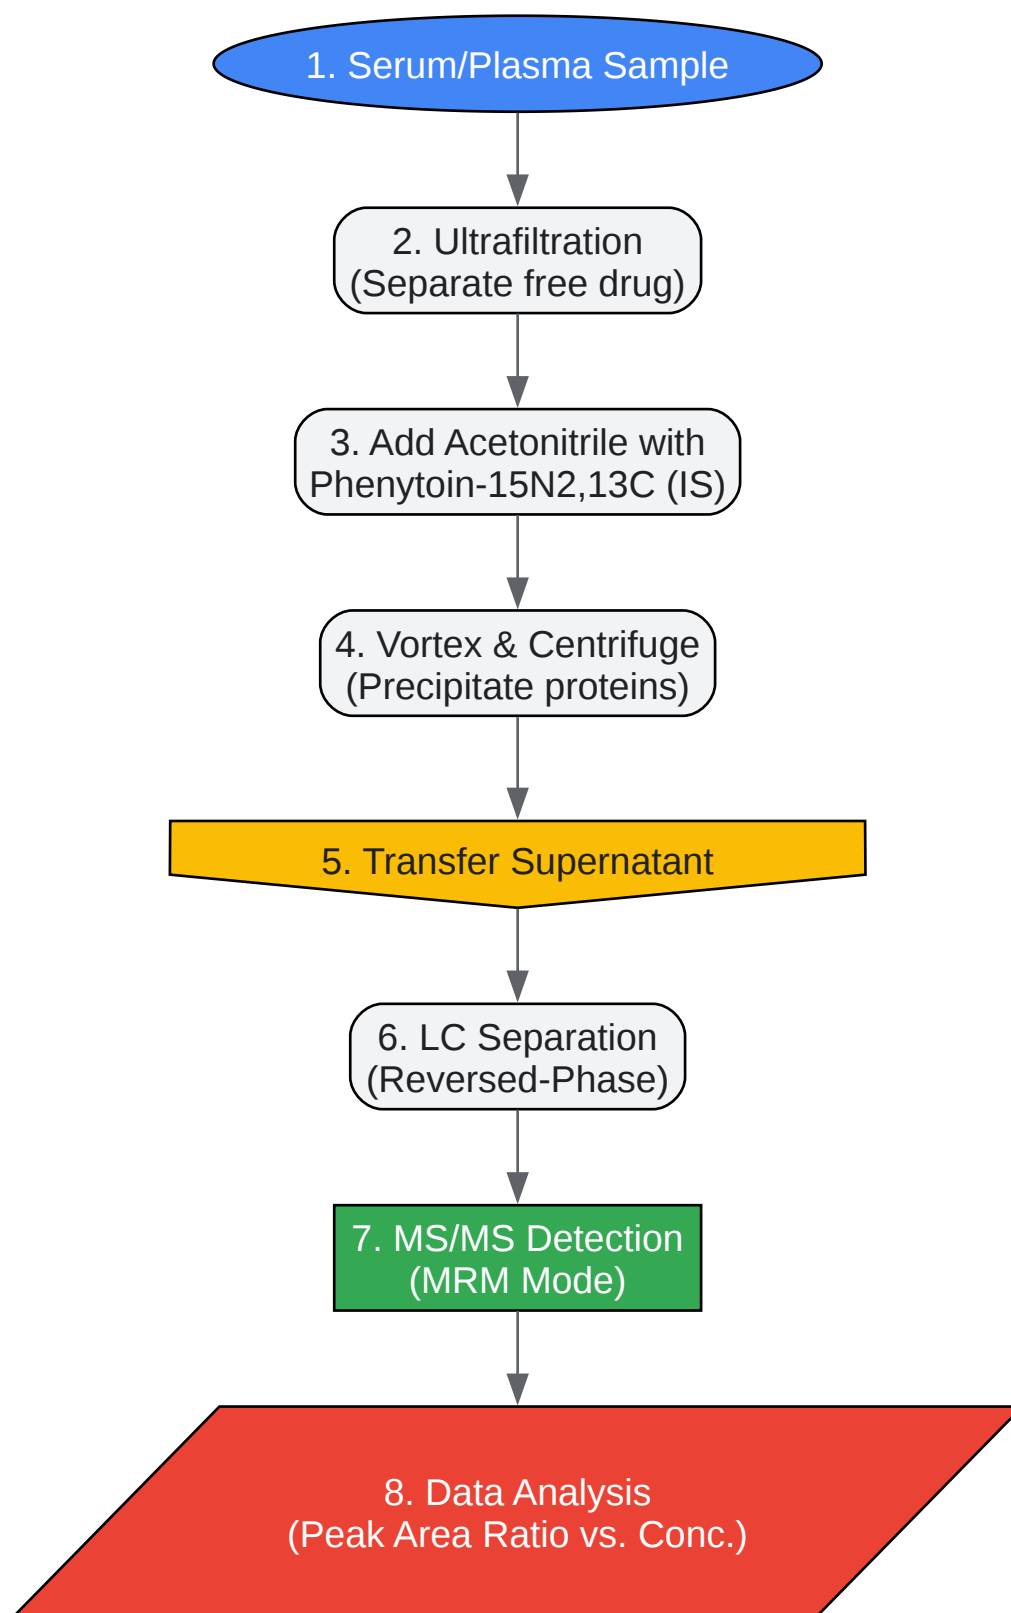 1. Serum/Plasma Sample
2. Ultrafiltration
(Separate free drug)
3. Add Acetonitrile with
Phenytoin-15N2,13C (IS)
4. Vortex & Centrifuge
(Precipitate proteins)
5. Transfer Supernatant
6. LC Separation
(Reversed-Phase)
7. MS/MS Detection
(MRM Mode)
8. Data Analysis
(Peak Area Ratio vs. Conc.)